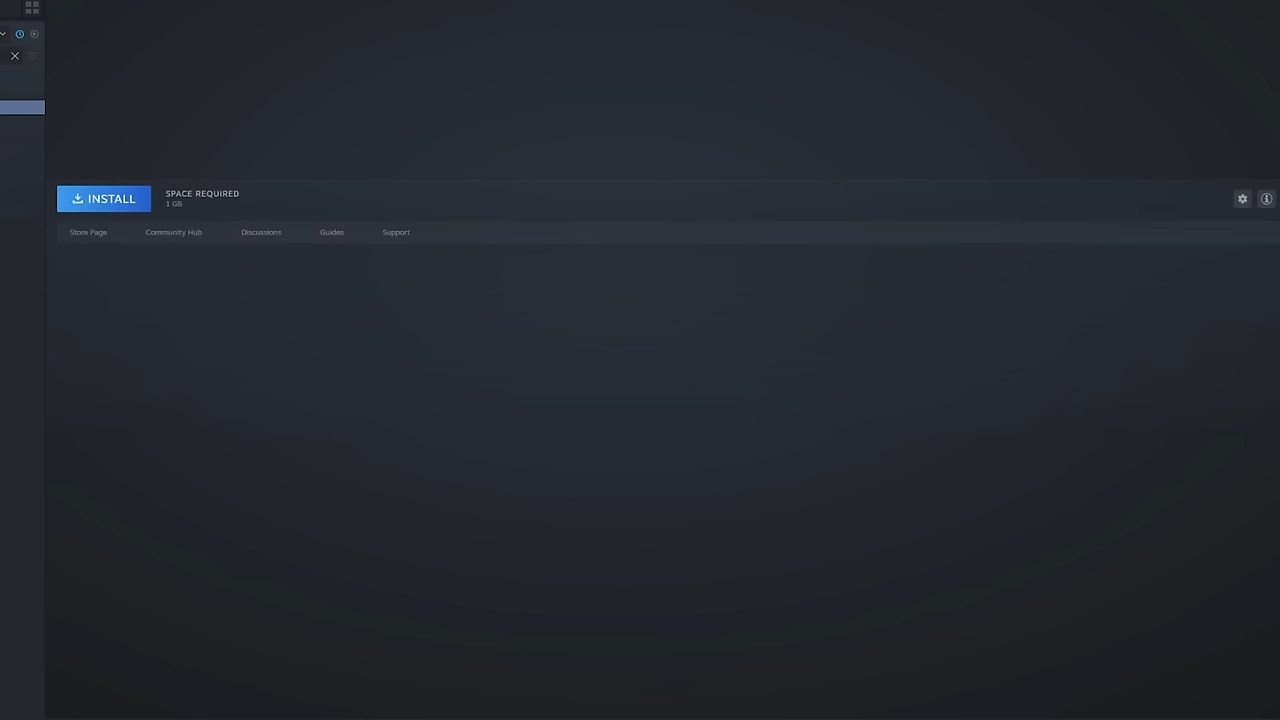 INSTALL
SPACE REQUIRED
1 GB
Store Page
Community Hub
Discussions
Guides
Support